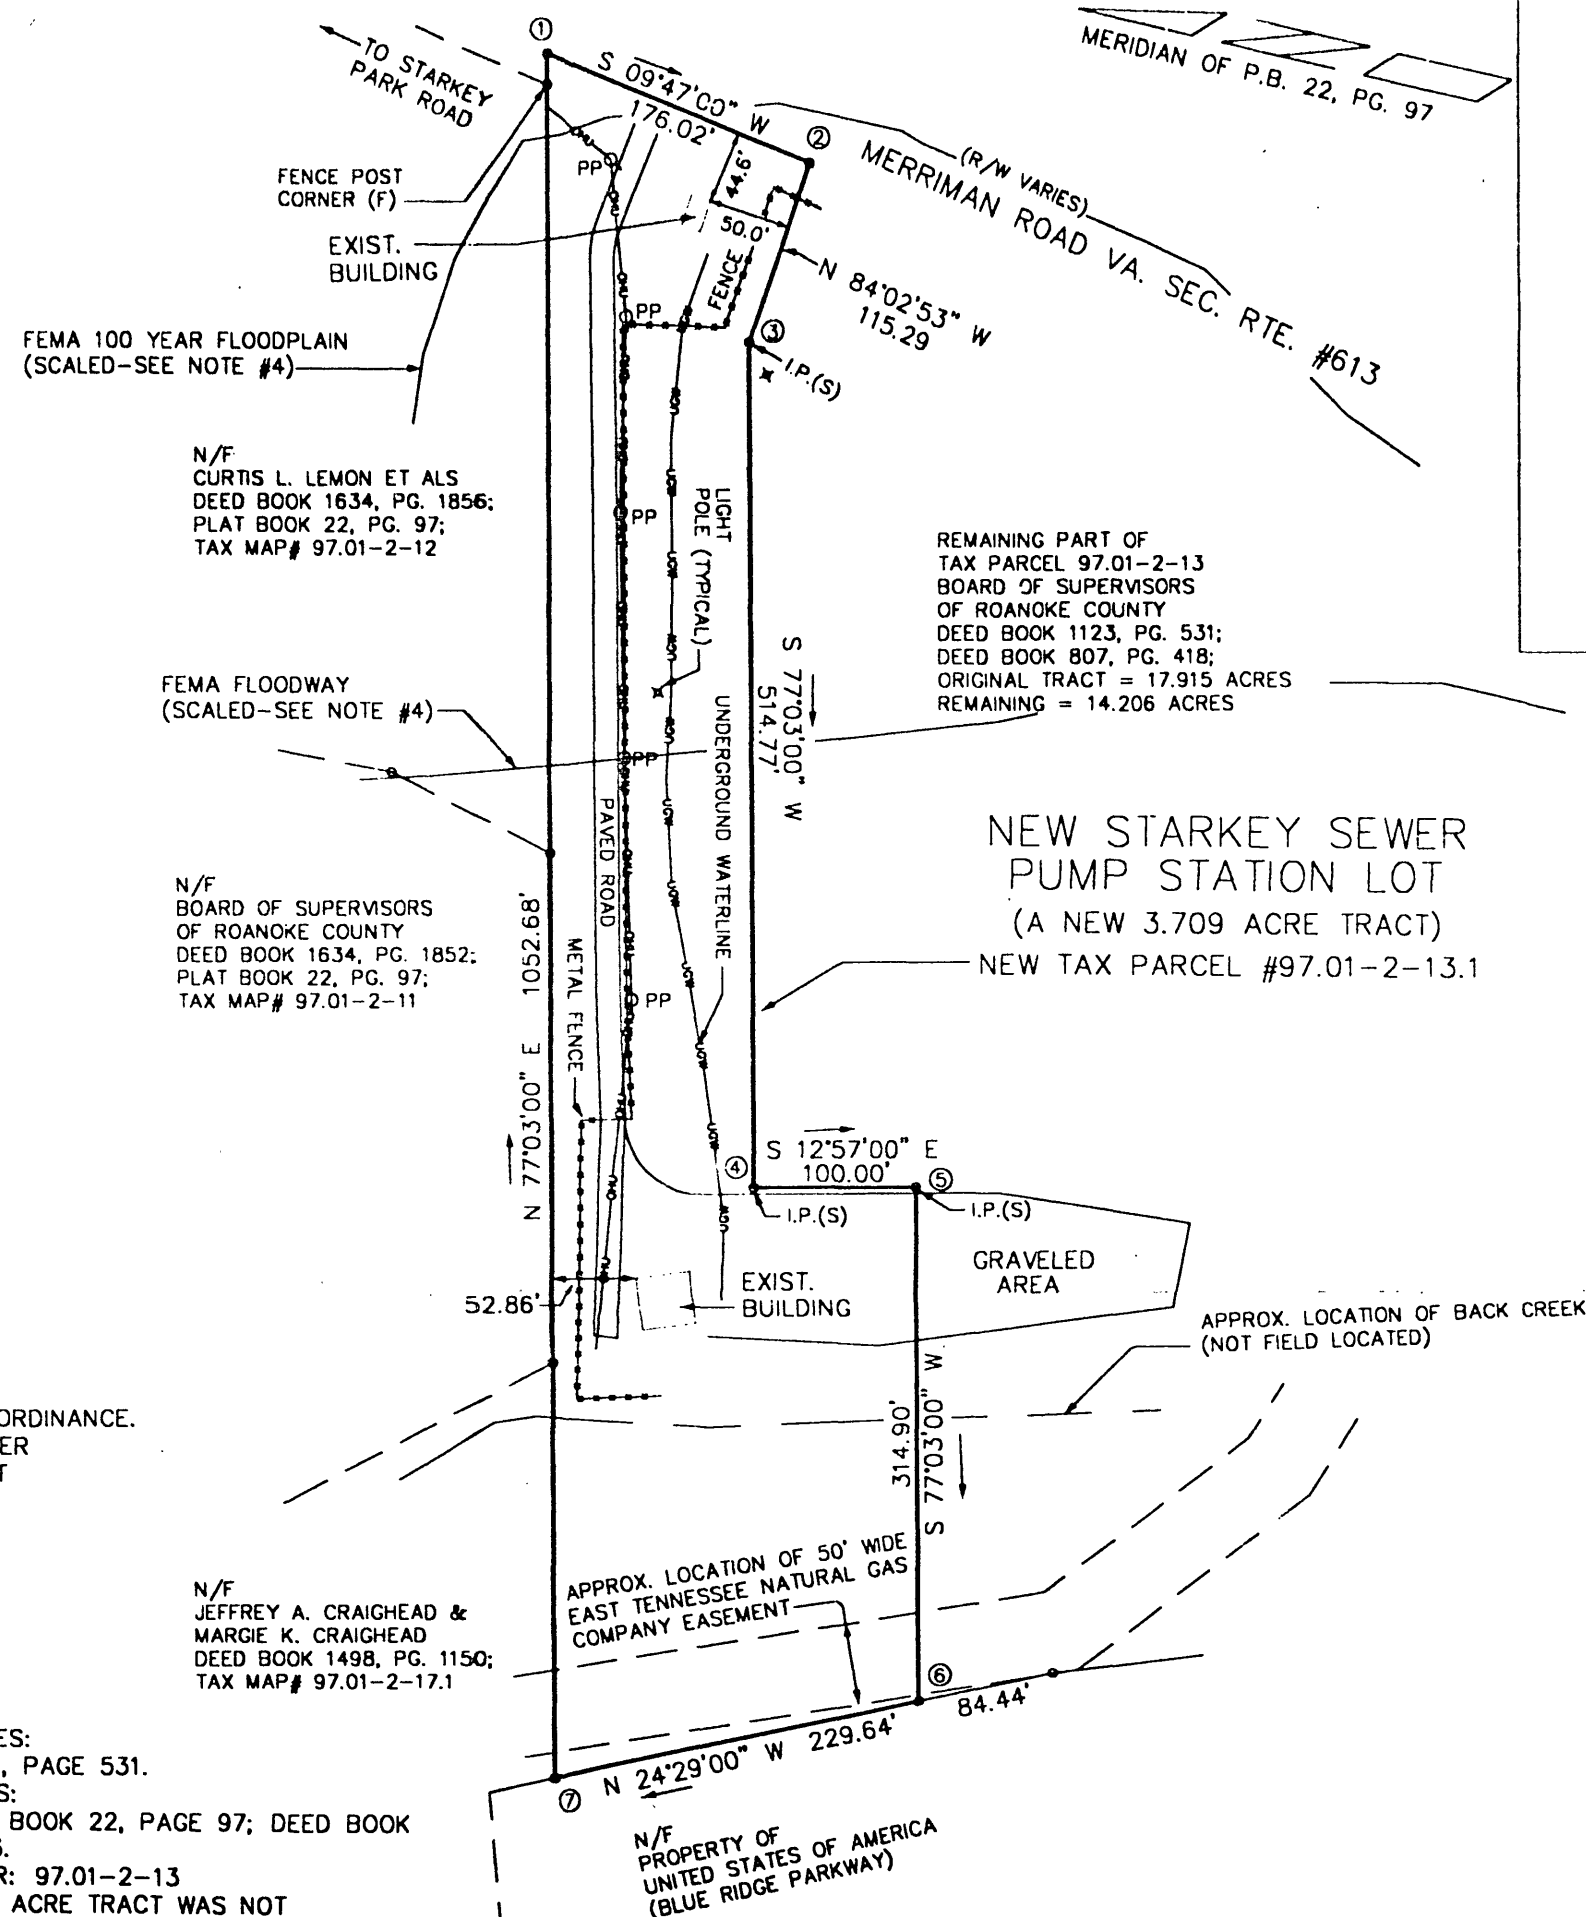 ①
TO STARKEY
PARK ROAD
S 09°47'00" W
176.02'
②
MERIDIAN OF P.B. 22, PG. 97
(R/W VARIES)
MERRIMAN ROAD VA. SEC. RTE. #613
FENCE POST
CORNER (F)
PP
44.6'
50.0'
EXIST.
BUILDING
FENCE
N 84°02'53" W
115.29
PP
③
I.P.(S)
FEMA 100 YEAR FLOODPLAIN
(SCALED-SEE NOTE #4)
N/F
CURTIS L. LEMON ET ALS
DEED BOOK 1634, PG. 1856;
PLAT BOOK 22, PG. 97;
TAX MAP# 97.01-2-12
PP
LIGHT
POLE (TYPICAL)
REMAINING PART OF
TAX PARCEL 97.01-2-13
BOARD OF SUPERVISORS
OF ROANOKE COUNTY
DEED BOOK 1123, PG. 531;
DEED BOOK 807, PG. 418;
ORIGINAL TRACT = 17.915 ACRES
REMAINING = 14.206 ACRES
S 77°03'00" W
514.77'
FEMA FLOODWAY
(SCALED-SEE NOTE #4)
UNDERGROUND WATERLINE
PP
PAVED ROAD
NEW STARKEY SEWER
PUMP STATION LOT
(A NEW 3.709 ACRE TRACT)
NEW TAX PARCEL #97.01-2-13.1
N/F
BOARD OF SUPERVISORS
OF ROANOKE COUNTY
DEED BOOK 1634, PG. 1852;
PLAT BOOK 22, PG. 97;
TAX MAP# 97.01-2-11
N 77°03'00" E 1052.68'
METAL FENCE
PP
④
S 12°57'00" E
100.00'
⑤
I.P.(S)
I.P.(S)
GRAVELED
AREA
52.86'
EXIST.
BUILDING
APPROX. LOCATION OF BACK CREEK
(NOT FIELD LOCATED)
314.90'
S 77°03'00" W
ORDINANCE.
ER
T
N/F
JEFFREY A. CRAIGHEAD &
MARGIE K. CRAIGHEAD
DEED BOOK 1498, PG. 1150;
TAX MAP# 97.01-2-17.1
APPROX. LOCATION OF 50' WIDE
EAST TENNESSEE NATURAL GAS
COMPANY EASEMENT
⑥
84.44'
N 24°29'00" W 229.64'
⑦
ES:
, PAGE 531.
S:
BOOK 22, PAGE 97; DEED BOOK
R: 97.01-2-13
ACRE TRACT WAS NOT
N/F
PROPERTY OF
UNITED STATES OF AMERICA
(BLUE RIDGE PARKWAY)